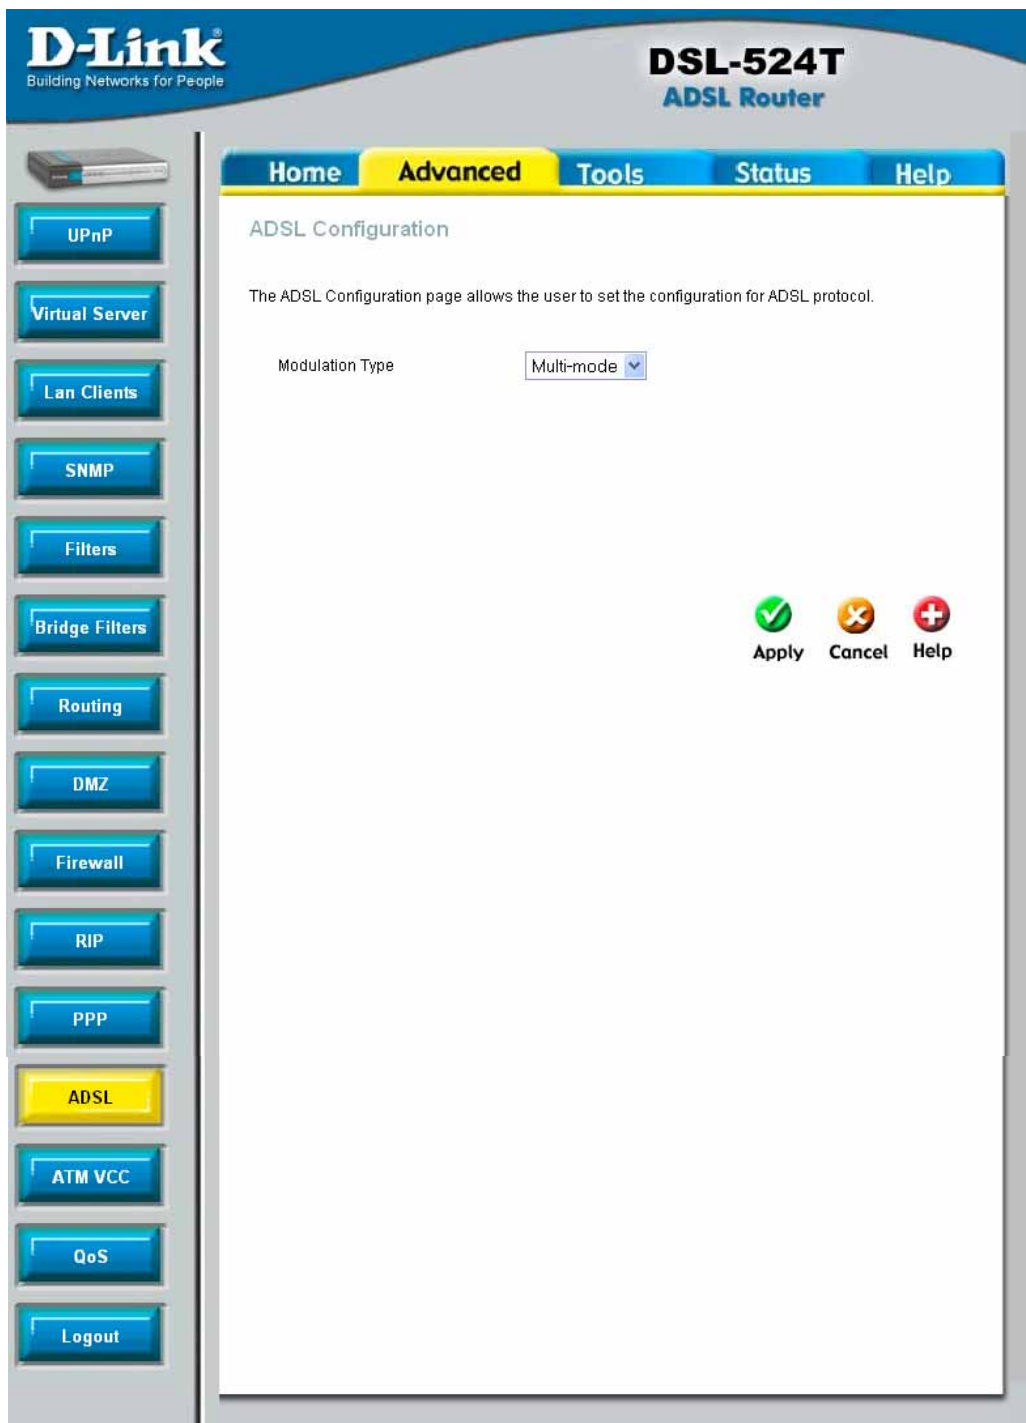 D-Link
Building Networks for People
DSL-524T
ADSL Router
Home Advanced Tools Status Help
UPnP
Virtual Server
Lan Clients
SNMP
Filters
Bridge Filters
Routing
DMZ
Firewall
RIP
PPP
ADSL
ATM VCC
QoS
Logout
ADSL Configuration
The ADSL Configuration page allows the user to set the configuration for ADSL protocol.
Modulation Type Multi-mode
Apply Cancel Help